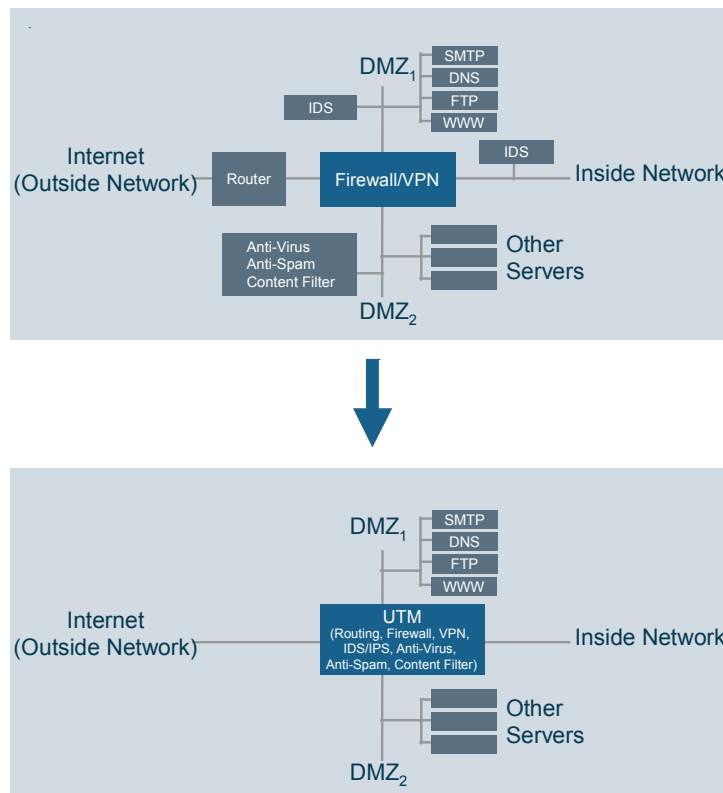 DMZ1
SMTP
DNS
FTP
WWW
IDS
IDS
Internet
(Outside Network)
Router
Firewall/VPN
Inside Network
Anti-Virus
Anti-Spam
Content Filter
Other
Servers
DMZ2
DMZ1
SMTP
DNS
FTP
WWW
Internet
(Outside Network)
UTM
(Routing, Firewall, VPN,
IDS/IPS, Anti-Virus,
Anti-Spam, Content Filter)
Inside Network
Other
Servers
DMZ2